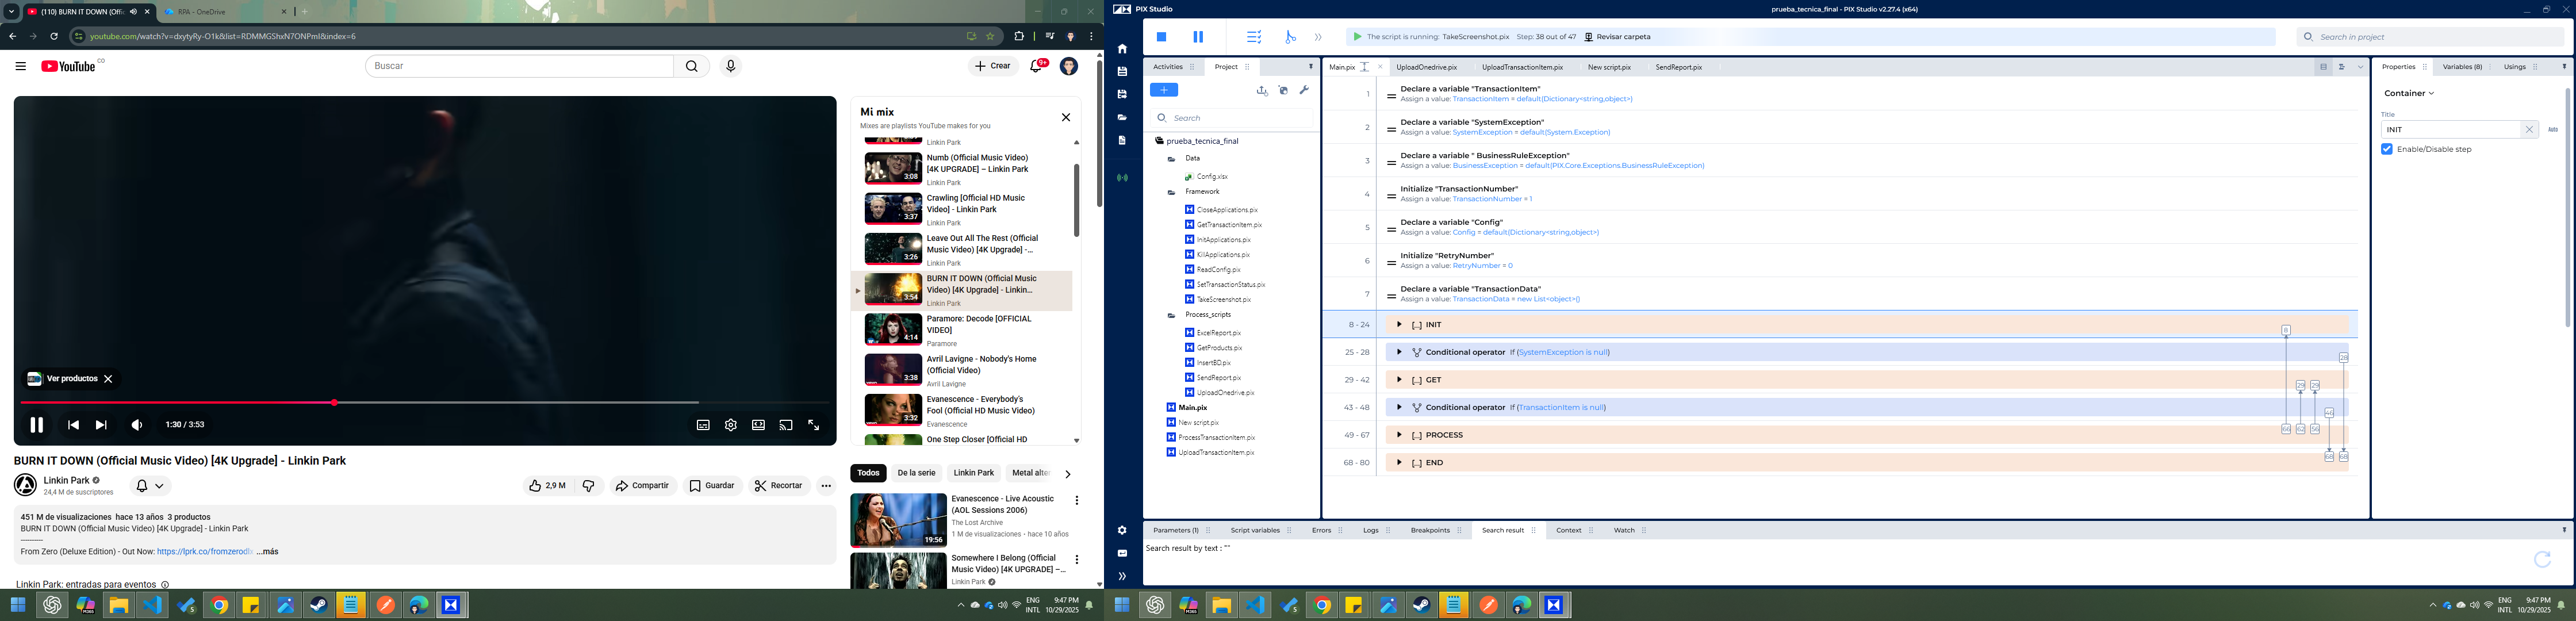 (110) BURN IT DOWN (Offi
RPA - OneDrive
youtube.com/watch?v=dxytyRy-O1k&list=RDMMGShxN7ONPmI&index=6
YouTube CO
Buscar
Crear
9+
Ver productos
1:30 / 3:53
BURN IT DOWN (Official Music Video) [4K Upgrade] - Linkin Park
Linkin Park
24,4 M de suscriptores
2,9 M
Compartir
Guardar
Recortar
451 M de visualizaciones hace 13 años 3 productos
BURN IT DOWN (Official Music Video) [4K Upgrade] - Linkin Park
----------
From Zero (Deluxe Edition) - Out Now: https://lprk.co/fromzerodl ...más
Linkin Park: entradas para eventos
Mi mix
Mixes are playlists YouTube makes for you
Linkin Park
3:08
Numb (Official Music Video)
[4K UPGRADE] – Linkin Park
Linkin Park
3:37
Crawling [Official HD Music
Video] - Linkin Park
Linkin Park
3:26
Leave Out All The Rest (Official
Music Video) [4K Upgrade] -…
Linkin Park
3:54
BURN IT DOWN (Official Music
Video) [4K Upgrade] - Linkin…
Linkin Park
4:14
Paramore: Decode [OFFICIAL
VIDEO]
Paramore
3:38
Avril Lavigne - Nobody's Home
(Official Video)
Avril Lavigne
3:32
Evanescence - Everybody's
Fool (Official HD Music Video)
Evanescence
One Step Closer [Official HD
Todos
De la serie
Linkin Park
Metal alter
19:56
Evanescence - Live Acoustic
(AOL Sessions 2006)
The Lost Archive
1 M de visualizaciones • hace 10 años
Somewhere I Belong (Official
Music Video) [4K UPGRADE] –…
Linkin Park
ENG
INTL
9:47 PM
10/29/2025
PIX Studio
prueba_tecnica_final - PIX Studio v2.27.4 (x64)
The script is running: TakeScreenshot.pix Step: 38 out of 47 Revisar carpeta
Search in project
Activities
Project
Search
prueba_tecnica_final
Data
Config.xlsx
Framework
CloseApplications.pix
GetTransactionItem.pix
InitApplications.pix
KillApplications.pix
ReadConfig.pix
SetTransactionStatus.pix
TakeScreenshot.pix
Process_scripts
ExcelReport.pix
GetProducts.pix
InsertBD.pix
SendReport.pix
UploadOnedrive.pix
Main.pix
New script.pix
ProcessTransactionItem.pix
UploadTransactionItem.pix
Main.pix
UploadOnedrive.pix
UploadTransactionItem.pix
New script.pix
SendReport.pix
1
Declare a variable "TransactionItem"
Assign a value: TransactionItem = default(Dictionary<string,object>)
2
Declare a variable "SystemException"
Assign a value: SystemException = default(System.Exception)
3
Declare a variable " BusinessRuleException"
Assign a value: BusinessException = default(PIX.Core.Exceptions.BusinessRuleException)
4
Initialize "TransactionNumber"
Assign a value: TransactionNumber = 1
5
Declare a variable "Config"
Assign a value: Config = default(Dictionary<string,object>)
6
Initialize "RetryNumber"
Assign a value: RetryNumber = 0
7
Declare a variable "TransactionData"
Assign a value: TransactionData = new List<object>()
8 - 24 [...] INIT
25 - 28 Conditional operator If (SystemException is null)
29 - 42 [...] GET
43 - 48 Conditional operator If (TransactionItem is null)
49 - 67 [...] PROCESS
68 - 80 [...] END
8
28
29
29
46
66
62
56
68
68
Properties
Variables (8)
Usings
Container
Title
INIT
Auto
Enable/Disable step
Parameters (1)
Script variables
Errors
Logs
Breakpoints
Search result
Context
Watch
Search result by text : ""
ENG
INTL
9:47 PM
10/29/2025